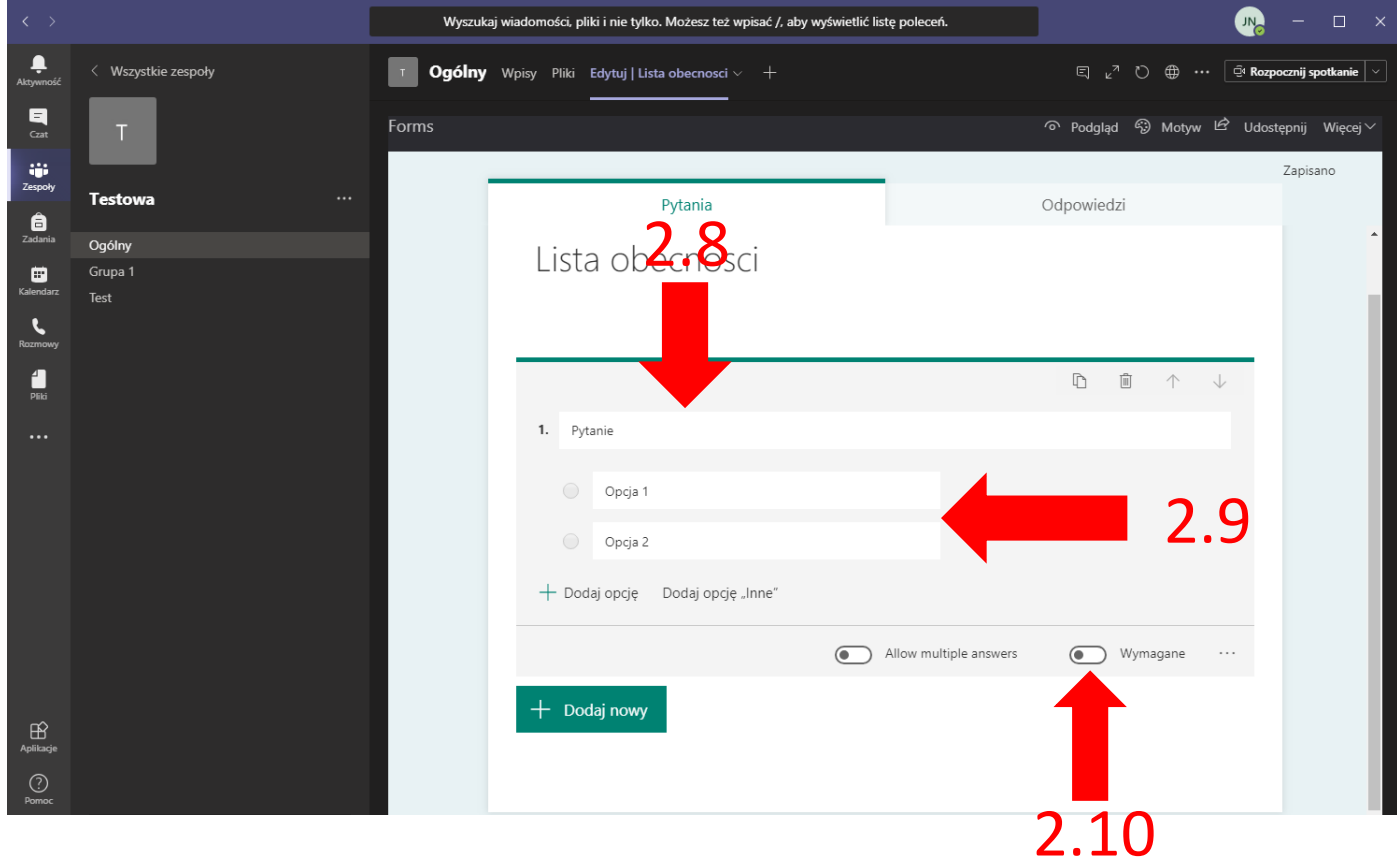 Wyszukaj wiadomości, pliki i nie tylko. Możesz też wpisać /, aby wyświetlić listę poleceń.
JN
Aktywność
Czat
Zespoły
Zadania
Kalendarz
Rozmowy
Pliki
Aplikacje
Pomoc
Wszystkie zespoły
T
Testowa
Ogólny
Grupa 1
Test
T Ogólny Wpisy Pliki Edytuj | Lista obecnosci
Rozpocznij spotkanie
Forms
Podgląd Motyw Udostępnij Więcej
Zapisano
Pytania Odpowiedzi
2.8
Lista obecnosci
1. Pytanie
Opcja 1
2.9
Opcja 2
Dodaj opcję Dodaj opcję „Inne”
Allow multiple answers Wymagane
Dodaj nowy
2.10